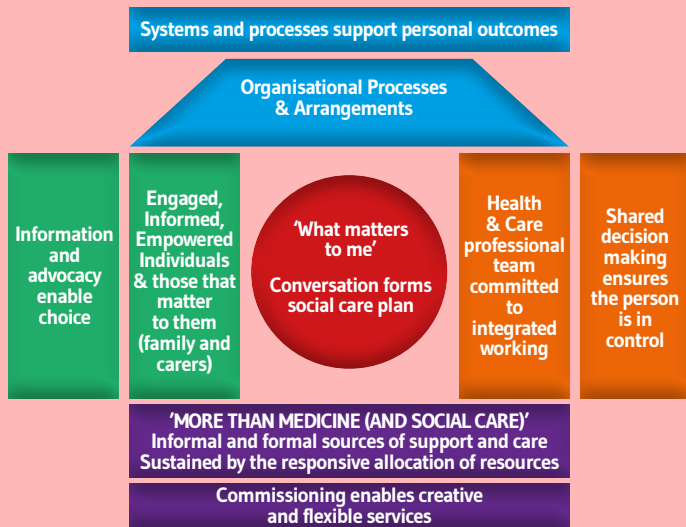 Systems and processes support personal outcomes
Organisational Processes
& Arrangements
Information
and
advocacy
enable
choice
Engaged,
Informed,
Empowered
Individuals
& those that
matter
to them
(family and
carers)
'What matters
to me'
Conversation forms
social care plan
Health
& Care
professional
team
committed
to
integrated
working
Shared
decision
making
ensures
the person
is in
control
'MORE THAN MEDICINE (AND SOCIAL CARE)'
Informal and formal sources of support and care
Sustained by the responsive allocation of resources
Commissioning enables creative
and flexible services